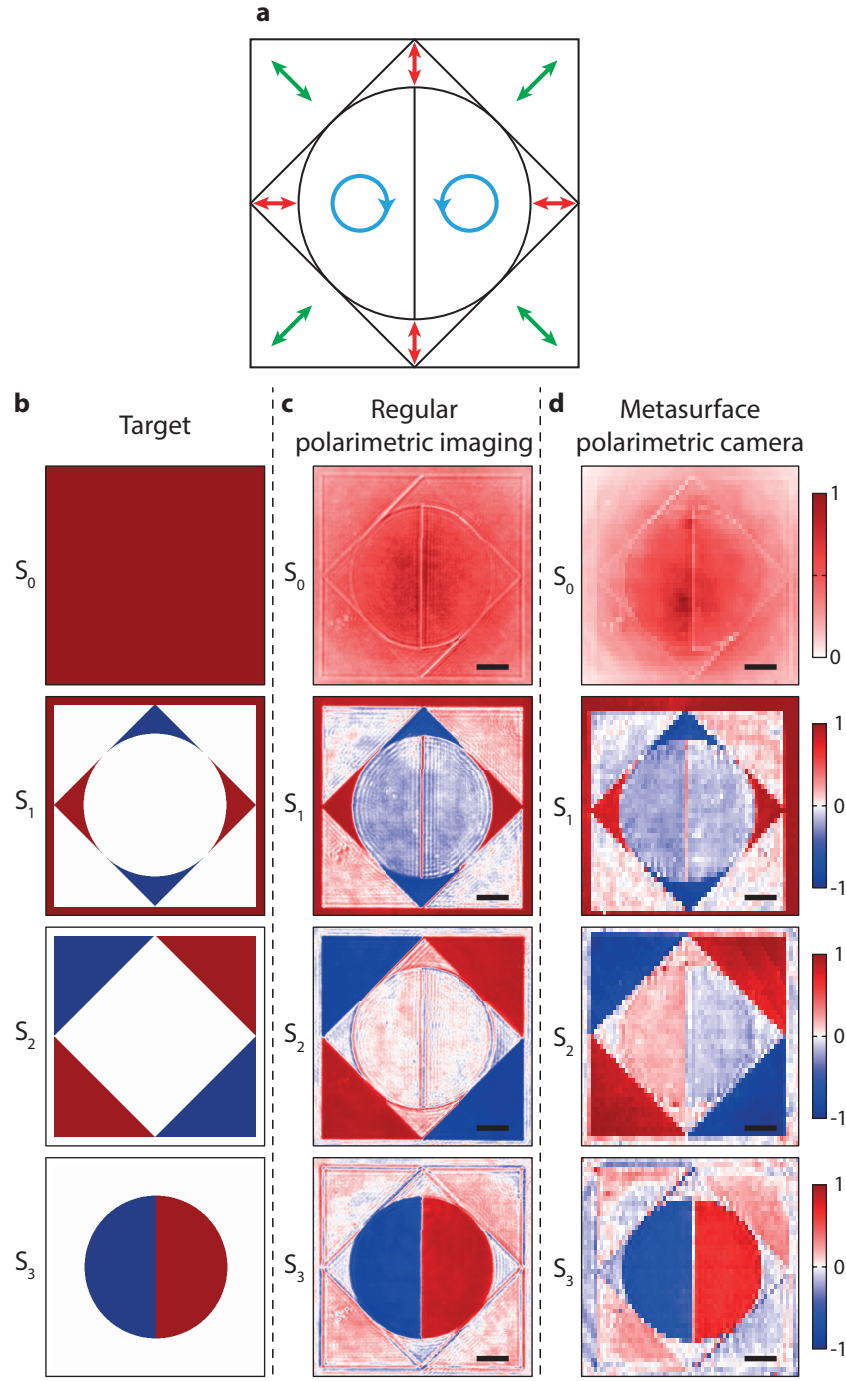 a
b
Target
c
Regular
polarimetric imaging
d
Metasurface
polarimetric camera
S0
S0
S0
1
0
S1
S1
S1
1
0
-1
S2
S2
S2
1
0
-1
S3
S3
S3
1
0
-1